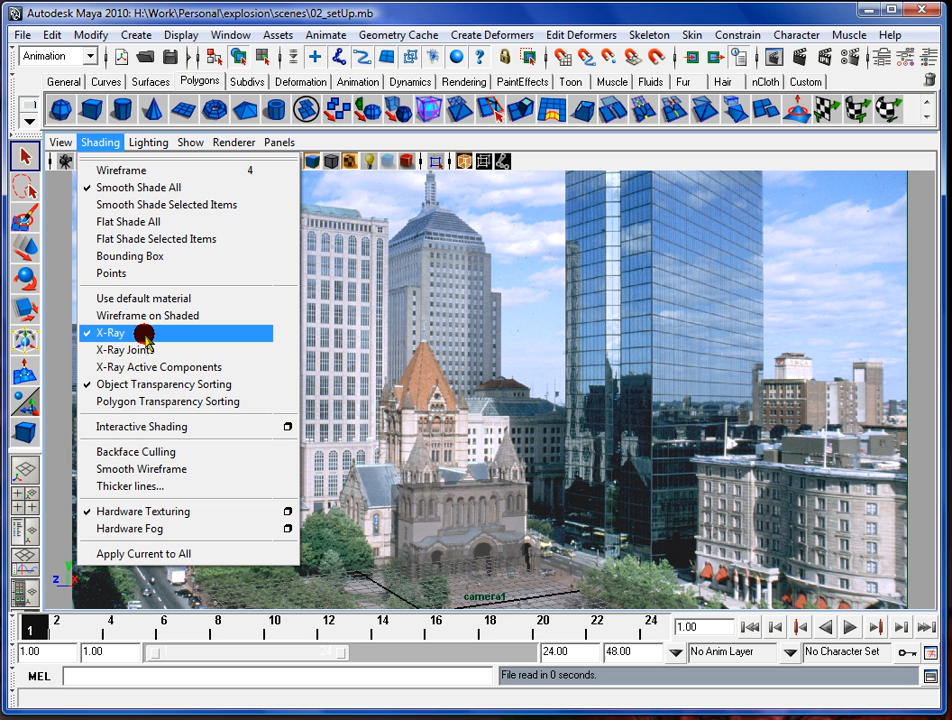 Autodesk Maya 2010: H:\Work\Personal\explosion\scenes\02_setUp.mb
File Edit Modify Create Display Window Assets Animate Geometry Cache Create Deformers Edit Deformers Skeleton Skin Constrain Character Muscle Help
Animation
General Curves Surfaces Polygons Subdivs Deformation Animation Dynamics Rendering PaintEffects Toon Muscle Fluids Fur Hair nCloth Custom
View Shading Lighting Show Renderer Panels
Wireframe 4
Smooth Shade All
Smooth Shade Selected Items
Flat Shade All
Flat Shade Selected Items
Bounding Box
Points
Use default material
Wireframe on Shaded
X-Ray
X-Ray Joints
X-Ray Active Components
Object Transparency Sorting
Polygon Transparency Sorting
Interactive Shading
Backface Culling
Smooth Wireframe
Thicker lines...
Hardware Texturing
Hardware Fog
Apply Current to All
y
z x
camera1
1 2 4 6 8 10 12 14 16 18 20 22 24 1.00
1.00 1.00 24 24.00 48.00 No Anim Layer No Character Set
MEL File read in 0 seconds.